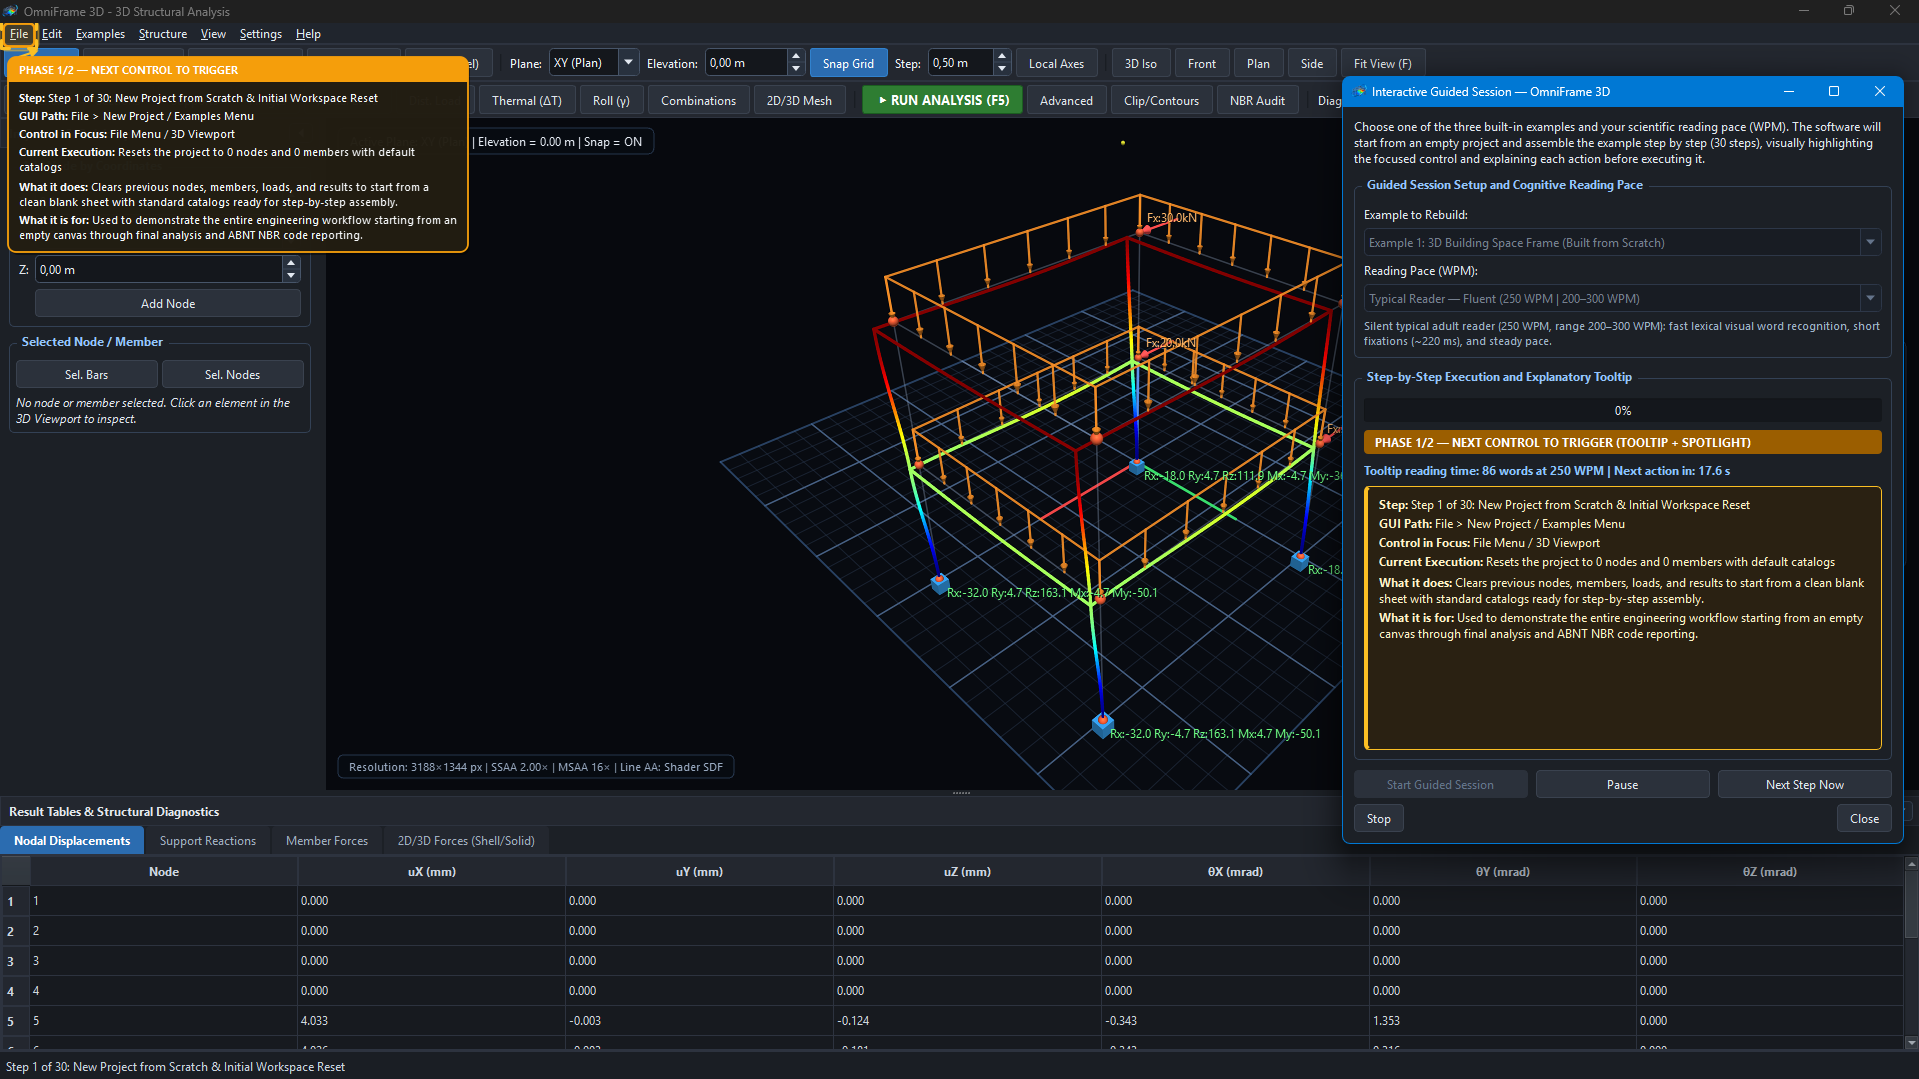 OmniFrame 3D - 3D Structural Analysis
File Edit Examples Structure View Settings Help
Plane: XY (Plan) Elevation: 0,00 m Snap Grid Step: 0,50 m Local Axes 3D Iso Front Plan Side Fit View (F)
Thermal (ΔT) Roll (γ) Combinations 2D/3D Mesh RUN ANALYSIS (F5) Advanced Clip/Contours NBR Audit Diag
PHASE 1/2 — NEXT CONTROL TO TRIGGER
Step: Step 1 of 30: New Project from Scratch & Initial Workspace Reset
GUI Path: File > New Project / Examples Menu
Control in Focus: File Menu / 3D Viewport
Current Execution: Resets the project to 0 nodes and 0 members with default
catalogs
What it does: Clears previous nodes, members, loads, and results to start from a
clean blank sheet with standard catalogs ready for step-by-step assembly.
What it is for: Used to demonstrate the entire engineering workflow starting from an
empty canvas through final analysis and ABNT NBR code reporting.
Z: 0,00 m
Add Node
Selected Node / Member
Sel. Bars Sel. Nodes
No node or member selected. Click an element in the
3D Viewport to inspect.
| Elevation = 0.00 m | Snap = ON
Fx:30.0kN
Fx:20.0kN
Fx:
Rx:-18.0 Ry:4.7 Rz:111.9 Mx:-4.7 My:-3
Rx:-18.
Rx:-32.0 Ry:4.7 Rz:163.1 Mx:-4.7 My:-50.1
Rx:-32.0 Ry:-4.7 Rz:163.1 Mx:4.7 My:-50.1
Resolution: 3188×1344 px | SSAA 2.00× | MSAA 16× | Line AA: Shader SDF
Interactive Guided Session — OmniFrame 3D
Choose one of the three built-in examples and your scientific reading pace (WPM). The software will
start from an empty project and assemble the example step by step (30 steps), visually highlighting
the focused control and explaining each action before executing it.
Guided Session Setup and Cognitive Reading Pace
Example to Rebuild:
Example 1: 3D Building Space Frame (Built from Scratch)
Reading Pace (WPM):
Typical Reader — Fluent (250 WPM | 200–300 WPM)
Silent typical adult reader (250 WPM, range 200–300 WPM): fast lexical visual word recognition, short
fixations (~220 ms), and steady pace.
Step-by-Step Execution and Explanatory Tooltip
0%
PHASE 1/2 — NEXT CONTROL TO TRIGGER (TOOLTIP + SPOTLIGHT)
Tooltip reading time: 86 words at 250 WPM | Next action in: 17.6 s
Step: Step 1 of 30: New Project from Scratch & Initial Workspace Reset
GUI Path: File > New Project / Examples Menu
Control in Focus: File Menu / 3D Viewport
Current Execution: Resets the project to 0 nodes and 0 members with default catalogs
What it does: Clears previous nodes, members, loads, and results to start from a clean blank
sheet with standard catalogs ready for step-by-step assembly.
What it is for: Used to demonstrate the entire engineering workflow starting from an empty
canvas through final analysis and ABNT NBR code reporting.
Start Guided Session Pause Next Step Now
Stop Close
Result Tables & Structural Diagnostics
Nodal Displacements Support Reactions Member Forces 2D/3D Forces (Shell/Solid)
Node uX (mm) uY (mm) uZ (mm) θX (mrad) θY (mrad) θZ (mrad)
1 1 0.000 0.000 0.000 0.000 0.000 0.000
2 2 0.000 0.000 0.000 0.000 0.000 0.000
3 3 0.000 0.000 0.000 0.000 0.000 0.000
4 4 0.000 0.000 0.000 0.000 0.000 0.000
5 5 4.033 -0.003 -0.124 -0.343 1.353 0.000
Step 1 of 30: New Project from Scratch & Initial Workspace Reset